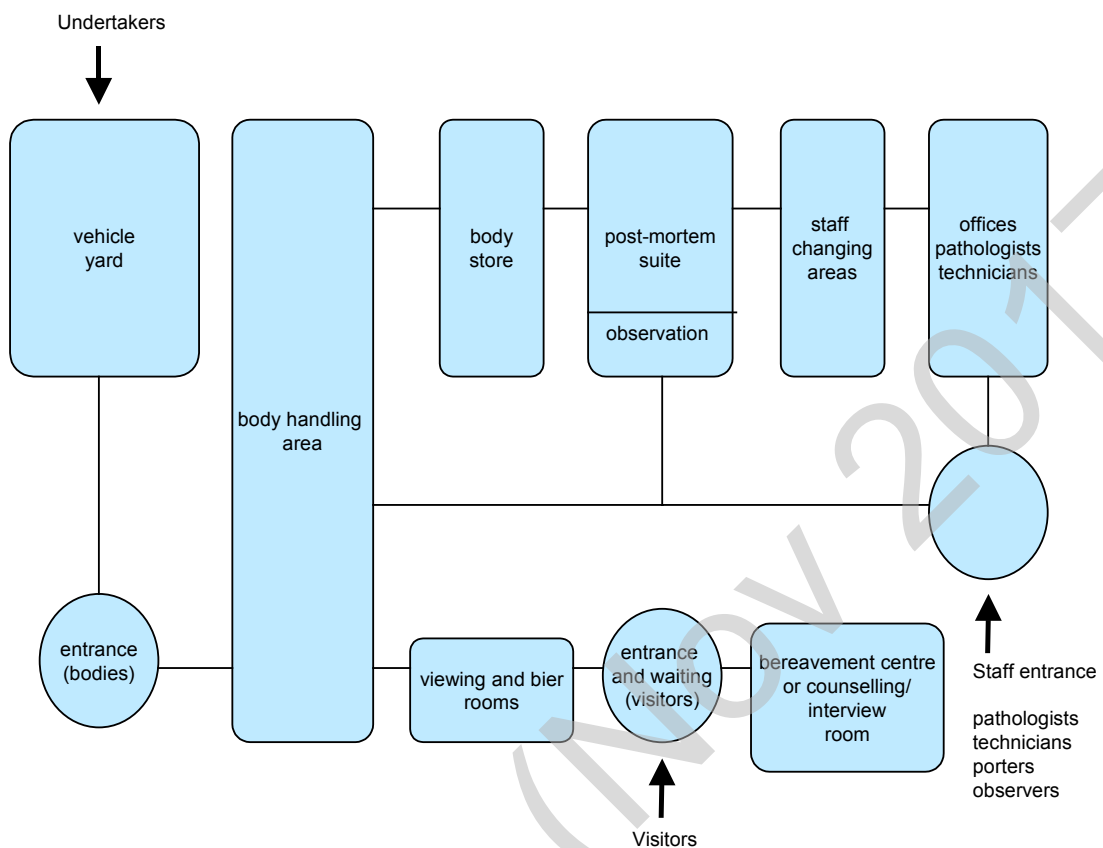 Undertakers
vehicle
yard
body handling
area
body
store
post-mortem
suite
observation
staff
changing
areas
offices
pathologists
technicians
entrance
(bodies)
viewing and bier
rooms
entrance
and waiting
(visitors)
bereavement centre
or counselling/
interview
room
Staff entrance
pathologists
technicians
porters
observers
Visitors
(Nov 201